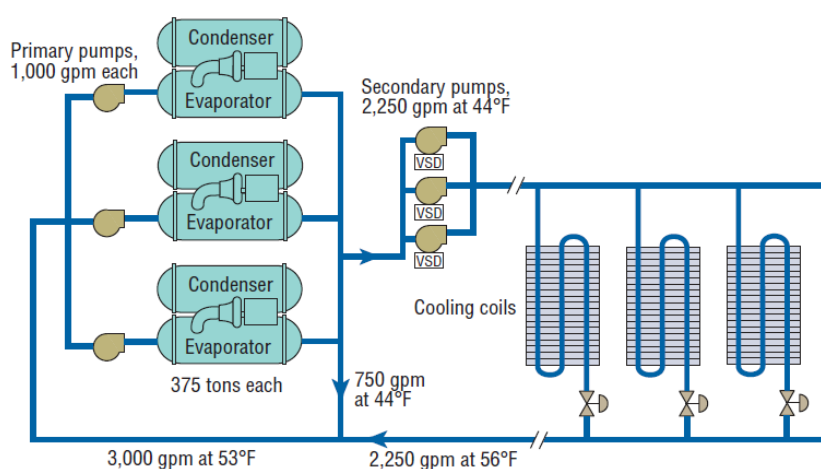 Primary pumps,
1,000 gpm each
Condenser
Evaporator
Secondary pumps,
2,250 gpm at 44°F
VSD
VSD
VSD
Condenser
Evaporator
Condenser
Evaporator
375 tons each
Cooling coils
750 gpm
at 44°F
3,000 gpm at 53°F
2,250 gpm at 56°F